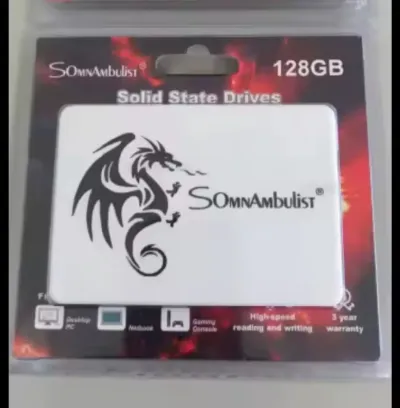 SomnAmbulist®
128GB
Solid State Drives
SomnAmbulist®
Desktop PC
Netbook
Gaming Console
High-speed
reading and writing
3 year
warranty